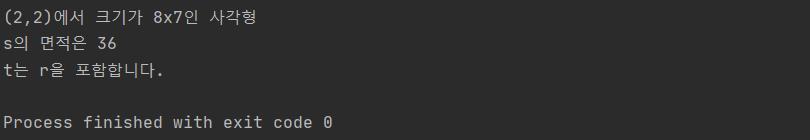 (2,2)에서 크기가 8x7인 사각형
s의 면적은 36
t는 r을 포함합니다.
Process finished with exit code 0